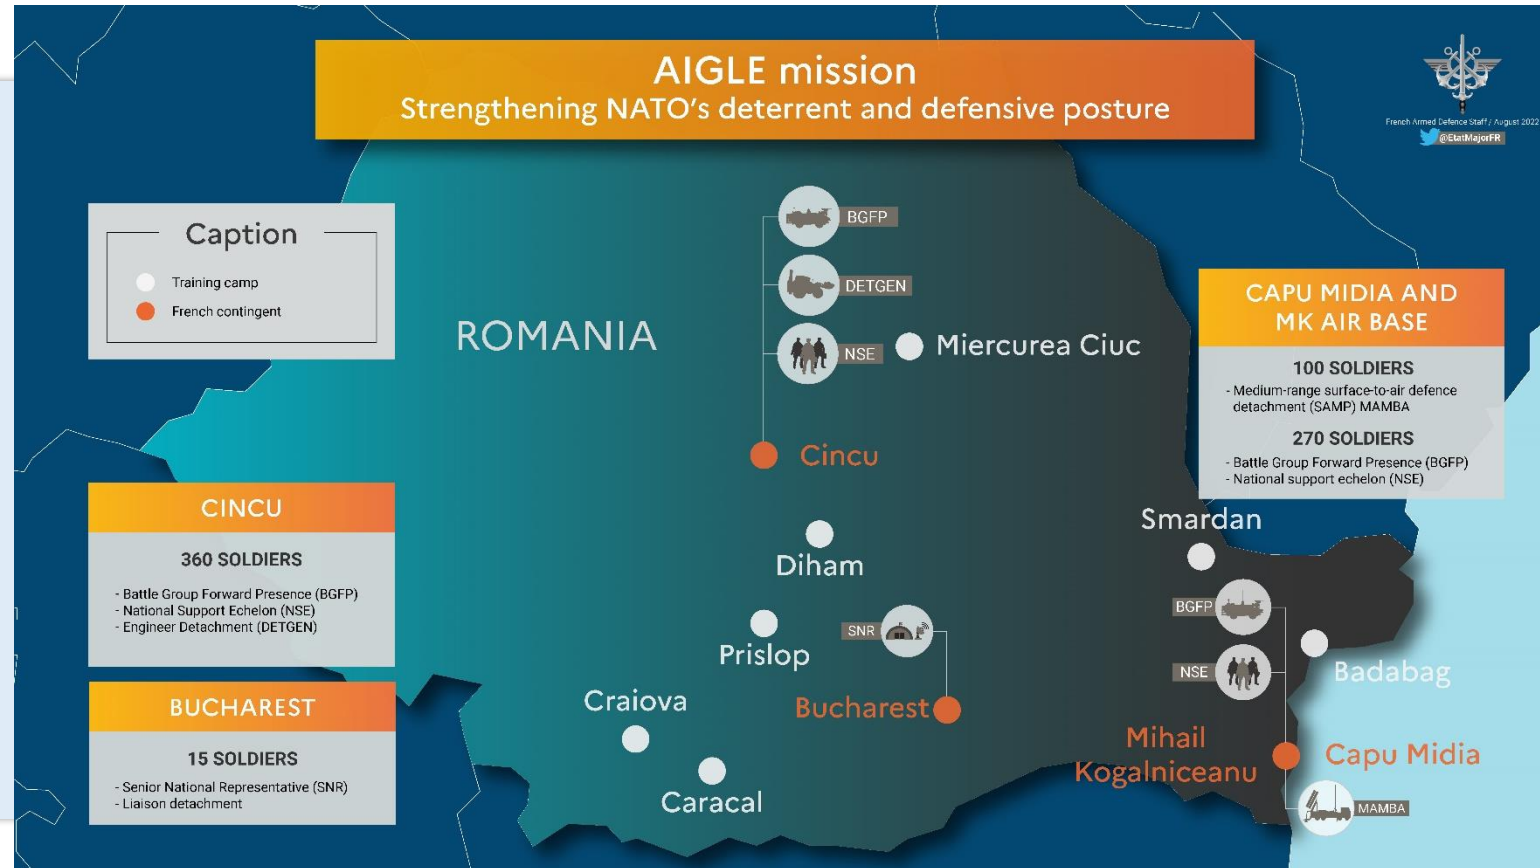 AIGLE mission
Strengthening NATO's deterrent and defensive posture
French Armed Defence Staff / August 2022
@EtatMajorFR
Caption
Training camp
French contingent
ROMANIA
BGFP
DETGEN
NSE
Miercurea Ciuc
Cincu
CAPU MIDIA AND
MK AIR BASE
100 SOLDIERS
- Medium-range surface-to-air defence
detachment (SAMP) MAMBA
270 SOLDIERS
- Battle Group Forward Presence (BGFP)
- National support echelon (NSE)
CINCU
360 SOLDIERS
- Battle Group Forward Presence (BGFP)
- National Support Echelon (NSE)
- Engineer Detachment (DETGEN)
BUCHAREST
15 SOLDIERS
- Senior National Representative (SNR)
- Liaison detachment
Smardan
Diham
BGFP
SNR
Prislop
NSE
Badabag
Craiova
Bucharest
Mihail
Kogalniceanu
Capu Midia
Caracal
MAMBA